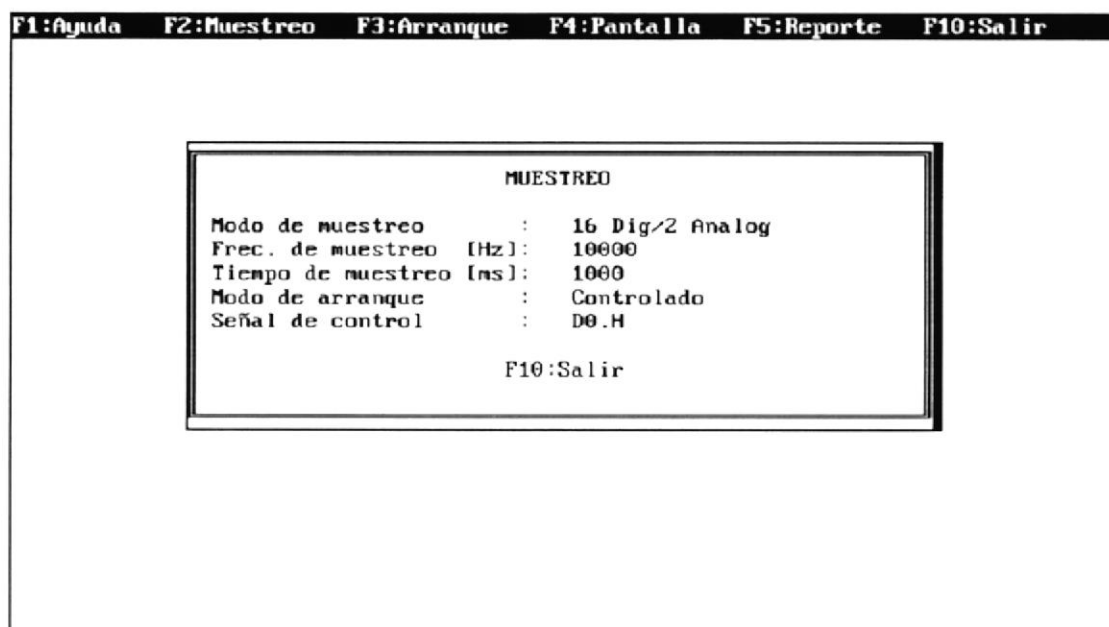 F1:Ayuda F2:Muestreo F3:Arranque F4:Pantalla F5:Reporte F10:Salir
MUESTREO
Modo de muestreo : 16 Dig/2 Analog
Frec. de muestreo [Hz]: 10000
Tiempo de muestreo [ms]: 1000
Modo de arranque : Controlado
Señal de control : D0.H
F10:Salir